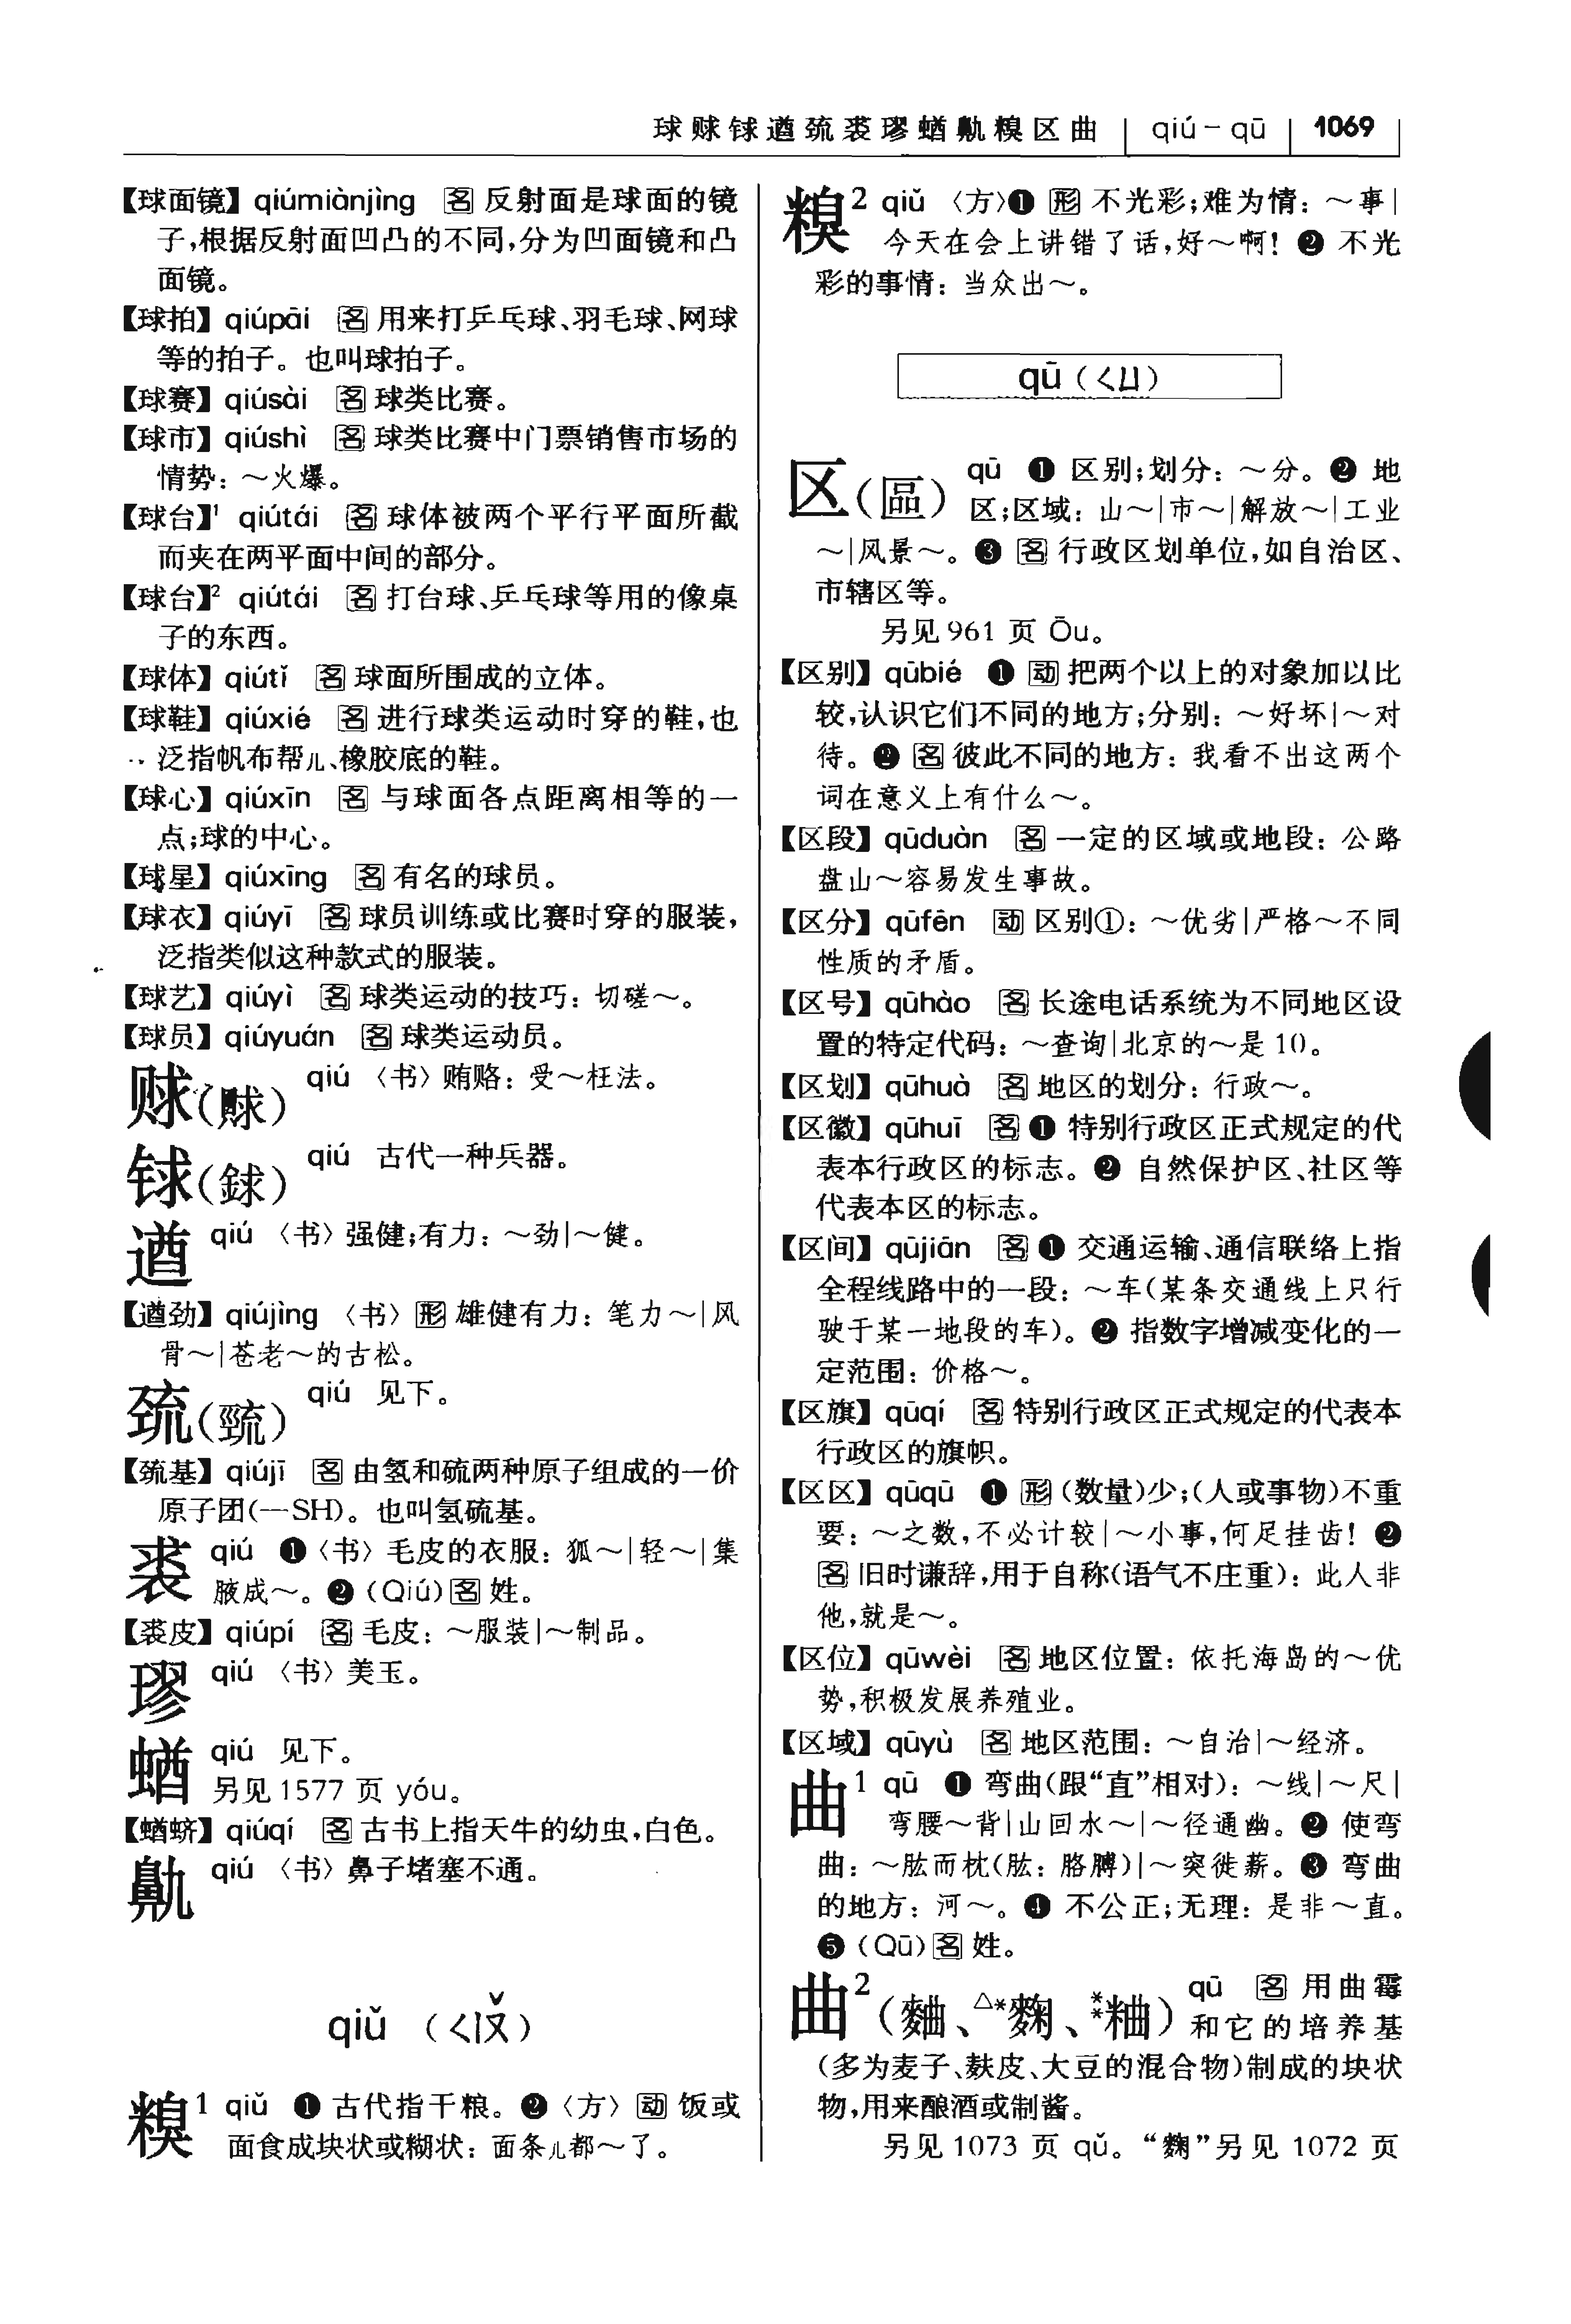 球赇銶遒巯裘璆蝤鼽糗区曲 qiú－qū 1069
【球面镜】qiúmiànjìng 名 反射面是球面的镜
子，根据反射面凹凸的不同，分为凹面镜和凸
面镜。
【球拍】qiúpāi 名 用来打乒乓球、羽毛球、网球
等的拍子。也叫球拍子。
【球赛】qiúsài 名 球类比赛。
【球市】qiúshì 名 球类比赛中门票销售市场的
情势：～火爆。
【球台】¹ qiútái 名 球体被两个平行平面所截
而夹在两平面中间的部分。
【球台】² qiútái 名 打台球、乒乓球等用的像桌
子的东西。
【球体】qiútǐ 名 球面所围成的立体。
【球鞋】qiúxié 名 进行球类运动时穿的鞋，也
泛指帆布帮儿、橡胶底的鞋。
【球心】qiúxīn 名 与球面各点距离相等的一
点；球的中心。
【球星】qiúxīng 名 有名的球员。
【球衣】qiúyī 名 球员训练或比赛时穿的服装，
泛指类似这种款式的服装。
【球艺】qiúyì 名 球类运动的技巧：切磋～。
【球员】qiúyuán 名 球类运动员。
赇（賕） qiú 〈书〉贿赂：受～枉法。
𨱇（銶） qiú 古代一种兵器。
遒 qiú 〈书〉强健；有力：～劲|～健。
【遒劲】qiújìng 〈书〉形 雄健有力：笔力～|风
骨～|苍老～的古松。
巯（巰） qiú 见下。
【巯基】qiújī 名 由氢和硫两种原子组成的一价
原子团（—SH）。也叫氢硫基。
裘 qiú ❶〈书〉毛皮的衣服：狐～|轻～|集
腋成～。❷（Qiú）名 姓。
【裘皮】qiúpí 名 毛皮：～服装|～制品。
璆 qiú 〈书〉美玉。
蝤 qiú 见下。
另见1577 页 yóu。
【蝤蛴】qiúqí 名 古书上指天牛的幼虫，白色。
鼽 qiú 〈书〉鼻子堵塞不通。
qiǔ （ㄑㄧㄡˇ）
糗¹ qiǔ ❶ 古代指干粮。❷〈方〉动 饭或
面食成块状或糊状：面条儿都～了。
糗² qiǔ 〈方〉❶ 形 不光彩；难为情：～事|
今天在会上讲错了话，好～啊！❷ 不光
彩的事情：当众出～。
qū（ㄑㄩ）
区（區） qū ❶ 区别；划分：～分。❷ 地
区；区域：山～|市～|解放～|工业
～|风景～。❸ 名 行政区划单位，如自治区、
市辖区等。
另见961 页 Ōu。
【区别】qūbié ❶ 动 把两个以上的对象加以比
较，认识它们不同的地方；分别：～好坏|～对
待。❷ 名 彼此不同的地方：我看不出这两个
词在意义上有什么～。
【区段】qūduàn 名 一定的区域或地段：公路
盘山～容易发生事故。
【区分】qūfēn 动 区别①：～优劣|严格～不同
性质的矛盾。
【区号】qūhào 名 长途电话系统为不同地区设
置的特定代码：～查询|北京的～是 10。
【区划】qūhuà 名 地区的划分：行政～。
【区徽】qūhuī 名 ❶ 特别行政区正式规定的代
表本行政区的标志。❷ 自然保护区、社区等
代表本区的标志。
【区间】qūjiān 名 ❶ 交通运输、通信联络上指
全程线路中的一段：～车（某条交通线上只行
驶于某一地段的车）。❷ 指数字增减变化的一
定范围：价格～。
【区旗】qūqí 名 特别行政区正式规定的代表本
行政区的旗帜。
【区区】qūqū ❶ 形（数量）少；（人或事物）不重
要：～之数，不必计较|～小事，何足挂齿！❷
名 旧时谦辞，用于自称（语气不庄重）：此人非
他，就是～。
【区位】qūwèi 名 地区位置：依托海岛的～优
势，积极发展养殖业。
【区域】qūyù 名 地区范围：～自治|～经济。
曲¹ qū ❶ 弯曲（跟“直”相对）：～线|～尺|
弯腰～背|山回水～|～径通幽。❷ 使弯
曲：～肱而枕（肱：胳膊）|～突徙薪。❸ 弯曲
的地方：河～。❹ 不公正；无理：是非～直。
❺（Qū）名 姓。
曲²（麯、△*麴、**粬） qū 名 用曲霉
和它的培养基
（多为麦子、麸皮、大豆的混合物）制成的块状
物，用来酿酒或制酱。
另见 1073 页 qǔ。“麴”另见 1072 页